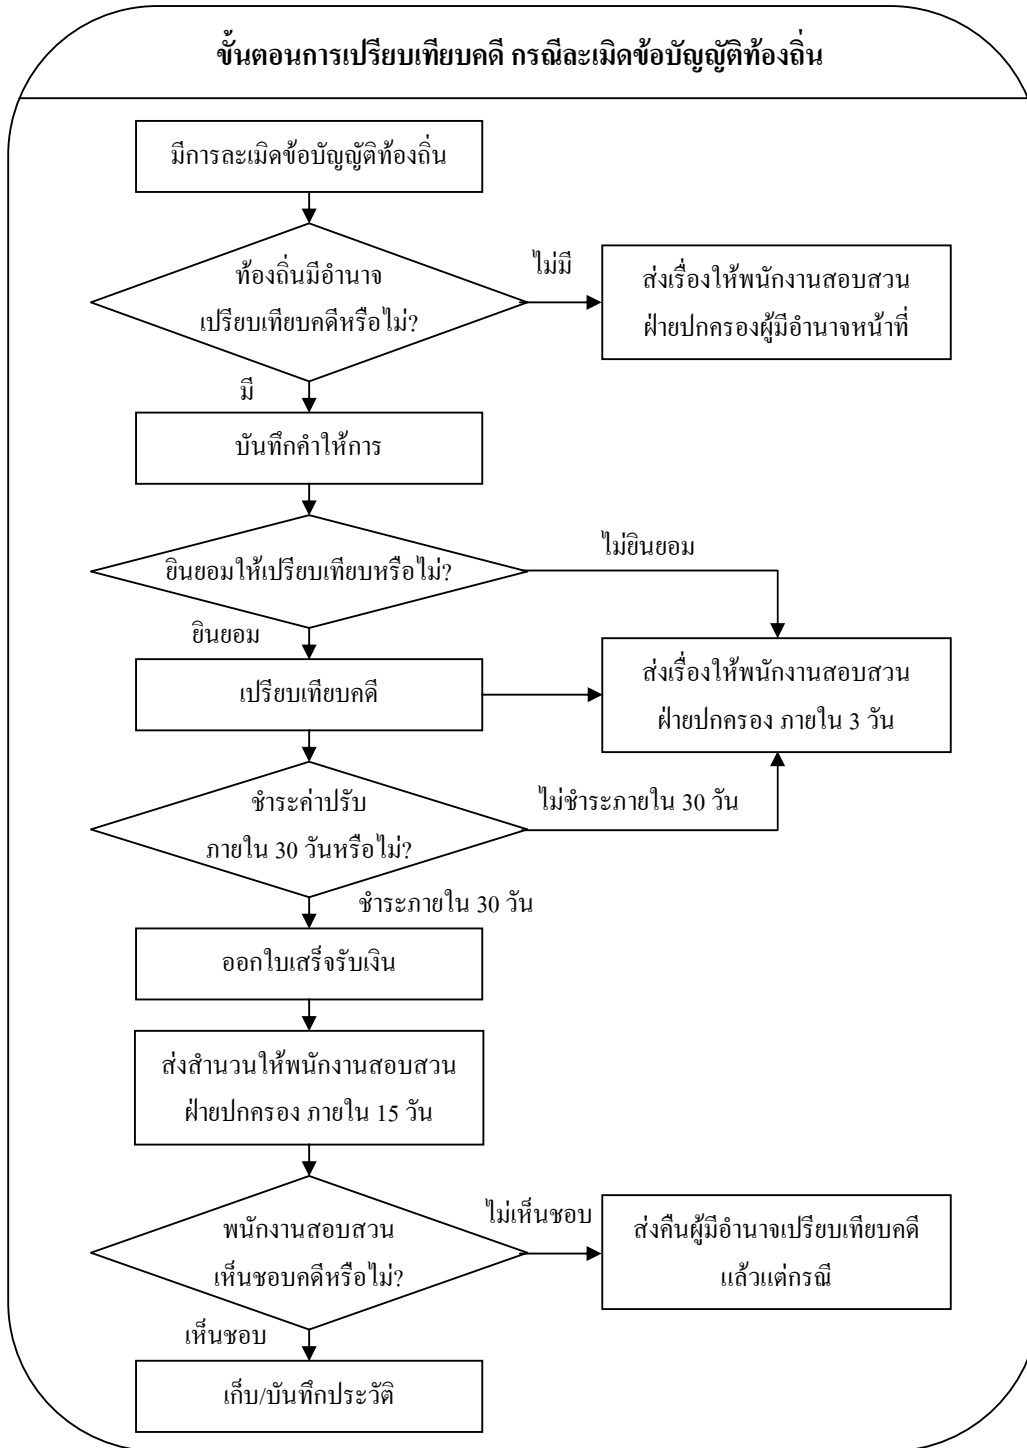 ขั้นตอนการเปรียบเทียบคดี กรณีละเมิดข้อบัญญัติท้องถิ่น
มีการละเมิดข้อบัญญัติท้องถิ่น
ท้องถิ่นมีอำนาจ
เปรียบเทียบคดีหรือไม่?
ไม่มี
ส่งเรื่องให้พนักงานสอบสวน
ฝ่ายปกครองผู้มีอำนาจหน้าที่
มี
บันทึกคำให้การ
ยินยอมให้เปรียบเทียบหรือไม่?
ไม่ยินยอม
ยินยอม
เปรียบเทียบคดี
ส่งเรื่องให้พนักงานสอบสวน
ฝ่ายปกครอง ภายใน 3 วัน
ชำระค่าปรับ
ภายใน 30 วันหรือไม่?
ไม่ชำระภายใน 30 วัน
ชำระภายใน 30 วัน
ออกใบเสร็จรับเงิน
ส่งสำนวนให้พนักงานสอบสวน
ฝ่ายปกครอง ภายใน 15 วัน
พนักงานสอบสวน
เห็นชอบคดีหรือไม่?
ไม่เห็นชอบ
ส่งคืนผู้มีอำนาจเปรียบเทียบคดี
แล้วแต่กรณี
เห็นชอบ
เก็บ/บันทึกประวัติ